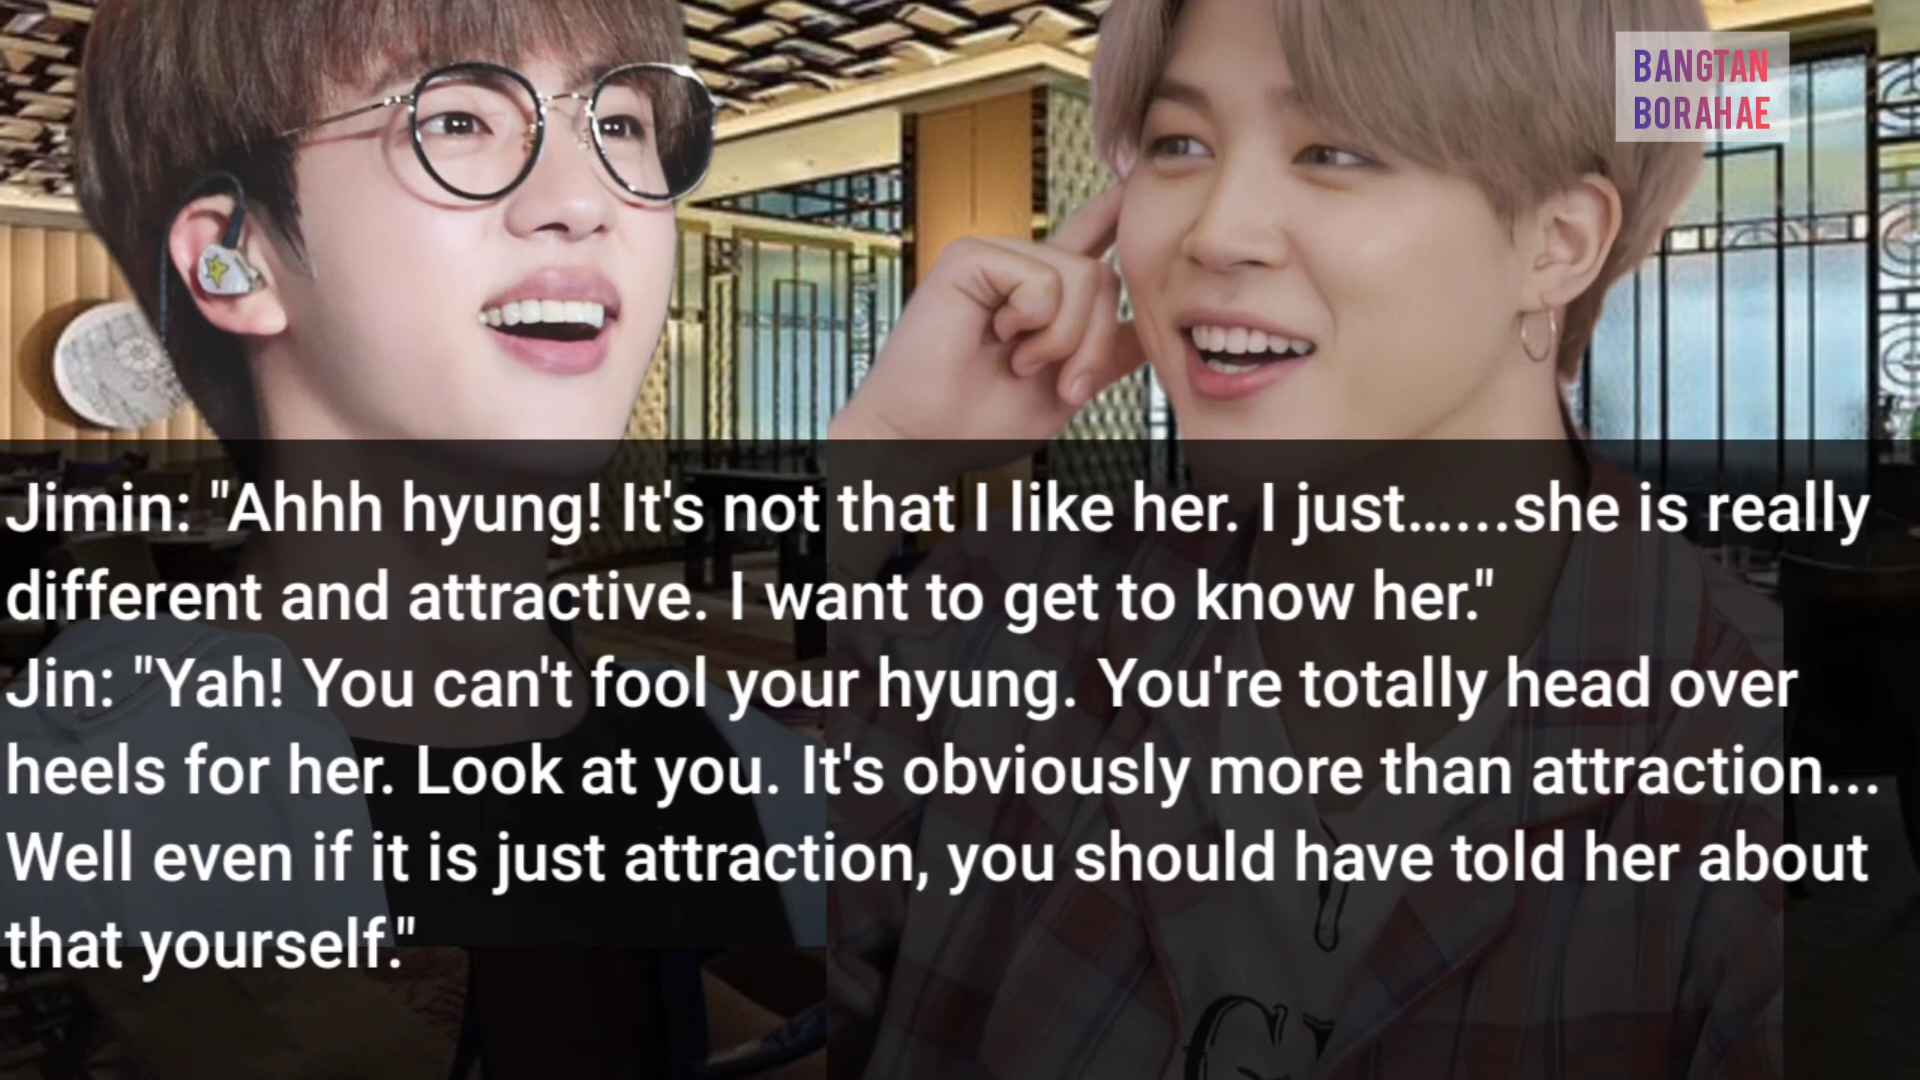 BANGTAN
BORAHAE
Jimin: "Ahhh hyung! It's not that I like her. I just......she is really
different and attractive. I want to get to know her."
Jin: "Yah! You can't fool your hyung. You're totally head over
heels for her. Look at you. It's obviously more than attraction...
Well even if it is just attraction, you should have told her about
that yourself."